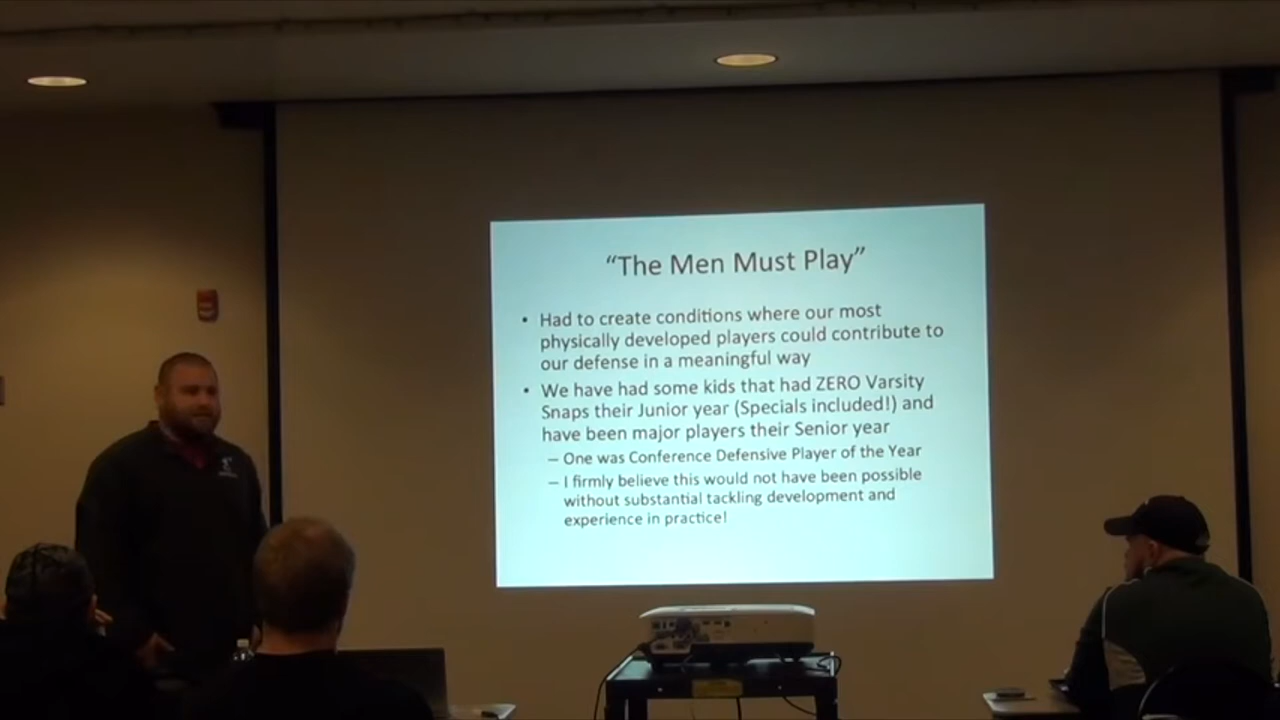 “The Men Must Play”
• Had to create conditions where our most
physically developed players could contribute to
our defense in a meaningful way
• We have had some kids that had ZERO Varsity
Snaps their Junior year (Specials included!) and
have been major players their Senior year
– One was Conference Defensive Player of the Year
– I firmly believe this would not have been possible
without substantial tackling development and
experience in practice!